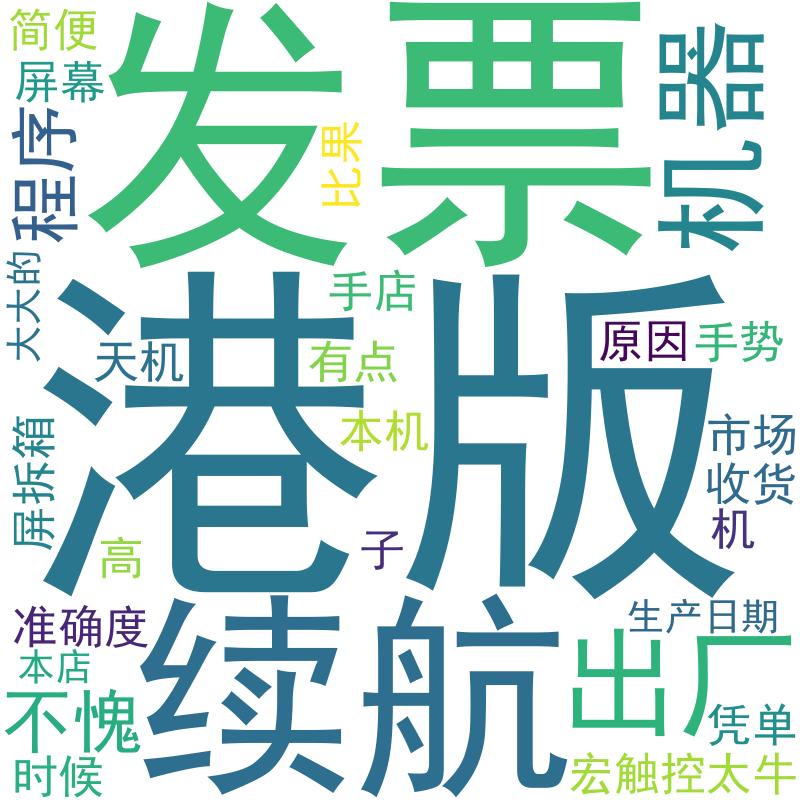 简便
发票
机器
屏幕
程序
比果
大大的
手店
港版
原因
手势
天机
有点
本机
市场
屏拆箱
收货
机
高
子
准确度
续航
生产日期
出厂
本店
不愧
凭单
时候
宏触控太牛